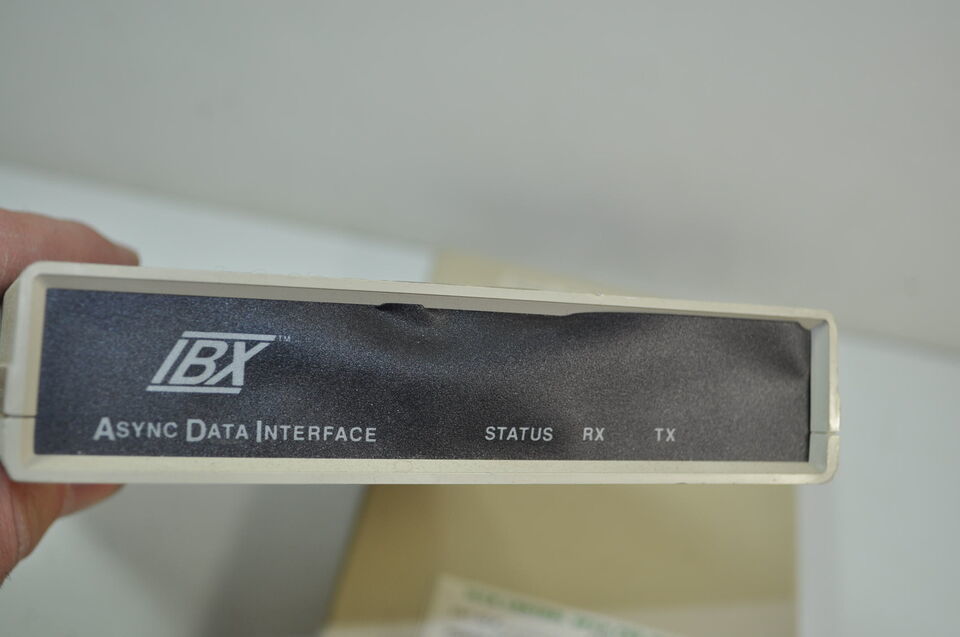 IBX™
ASYNC DATA INTERFACE STATUS RX TX